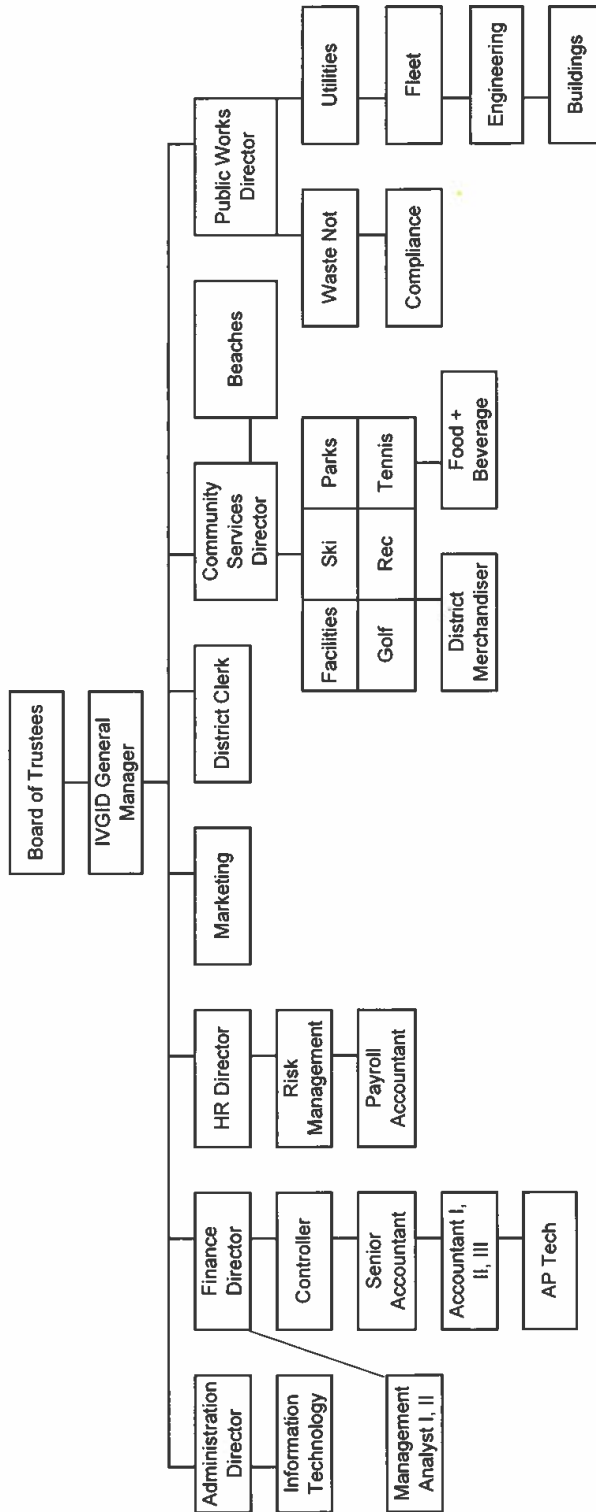 Board of Trustees
IVGID General
Manager
Administration
Director
Finance
Director
HR Director
Marketing
District Clerk
Community
Services
Director
Beaches
Public Works
Director
Information
Technology
Controller
Risk
Management
Facilities
Ski
Parks
Golf
Rec
Tennis
Waste Not
Utilities
Management
Analyst I, II
Senior
Accountant
Payroll
Accountant
Compliance
Fleet
Accountant I,
II, III
District
Merchandiser
Food +
Beverage
Engineering
AP Tech
Buildings